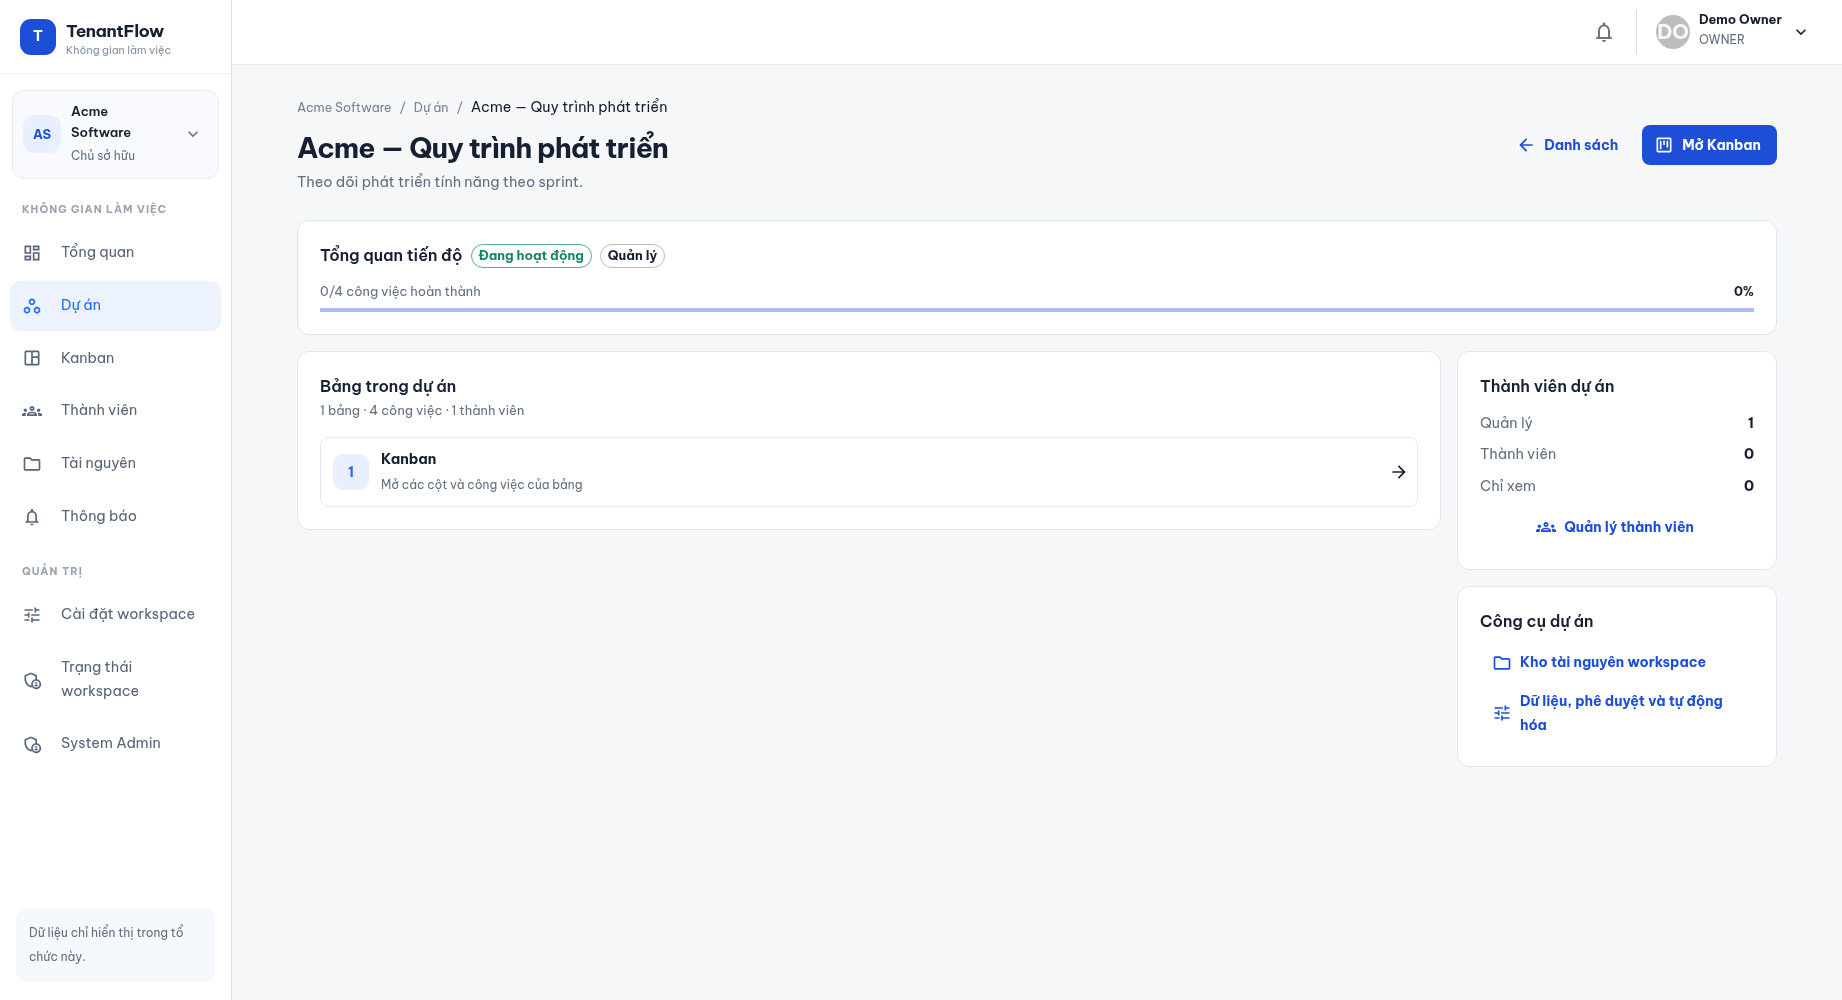 T
TenantFlow
Không gian làm việc
AS
Acme
Software
Chủ sở hữu
KHÔNG GIAN LÀM VIỆC
Tổng quan
Dự án
Kanban
Thành viên
Tài nguyên
Thông báo
QUẢN TRỊ
Cài đặt workspace
Trạng thái
workspace
System Admin
Dữ liệu chỉ hiển thị trong tổ
chức này.
DO
Demo Owner
OWNER
Acme Software / Dự án / Acme — Quy trình phát triển
Acme — Quy trình phát triển
Theo dõi phát triển tính năng theo sprint.
Danh sách
Mở Kanban
Tổng quan tiến độ Đang hoạt động Quản lý
0/4 công việc hoàn thành 0%
Bảng trong dự án
1 bảng · 4 công việc · 1 thành viên
1
Kanban
Mở các cột và công việc của bảng
Thành viên dự án
Quản lý 1
Thành viên 0
Chỉ xem 0
Quản lý thành viên
Công cụ dự án
Kho tài nguyên workspace
Dữ liệu, phê duyệt và tự động
hóa